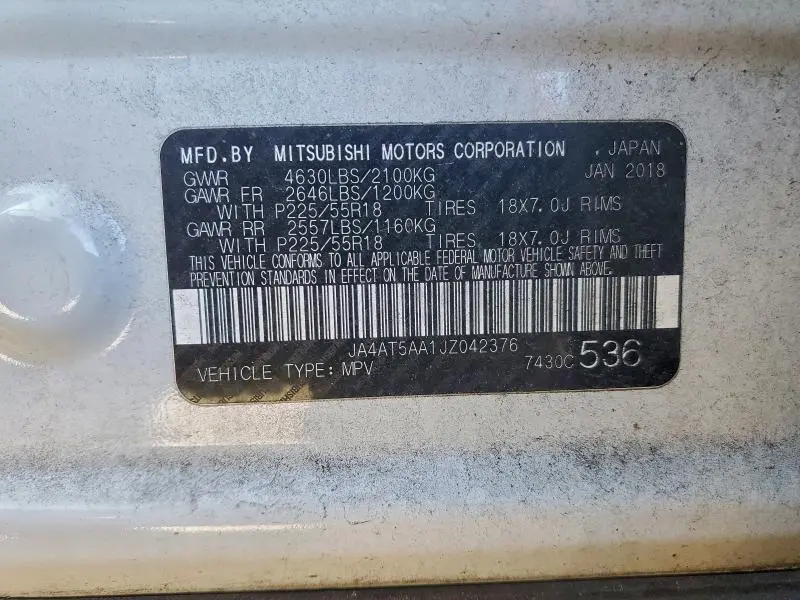 MFD.BY MITSUBISHI MOTORS CORPORATION , JAPAN
GVWR 4630LBS/2100KG JAN 2018
GAWR FR 2646LBS/1200KG
WITH P225/55R18 TIRES 18X7.0J RIMS
GAWR RR 2557LBS/1160KG
WITH P225/55R18 TIRES 18X7.0J RIMS
THIS VEHICLE CONFORMS TO ALL APPLICABLE FEDERAL MOTOR VEHICLE SAFETY AND THEFT
PREVENTION STANDARDS IN EFFECT ON THE DATE OF MANUFACTURE SHOWN ABOVE.
JA4AT5AA1JZ042376
VEHICLE TYPE: MPV 7430C 536